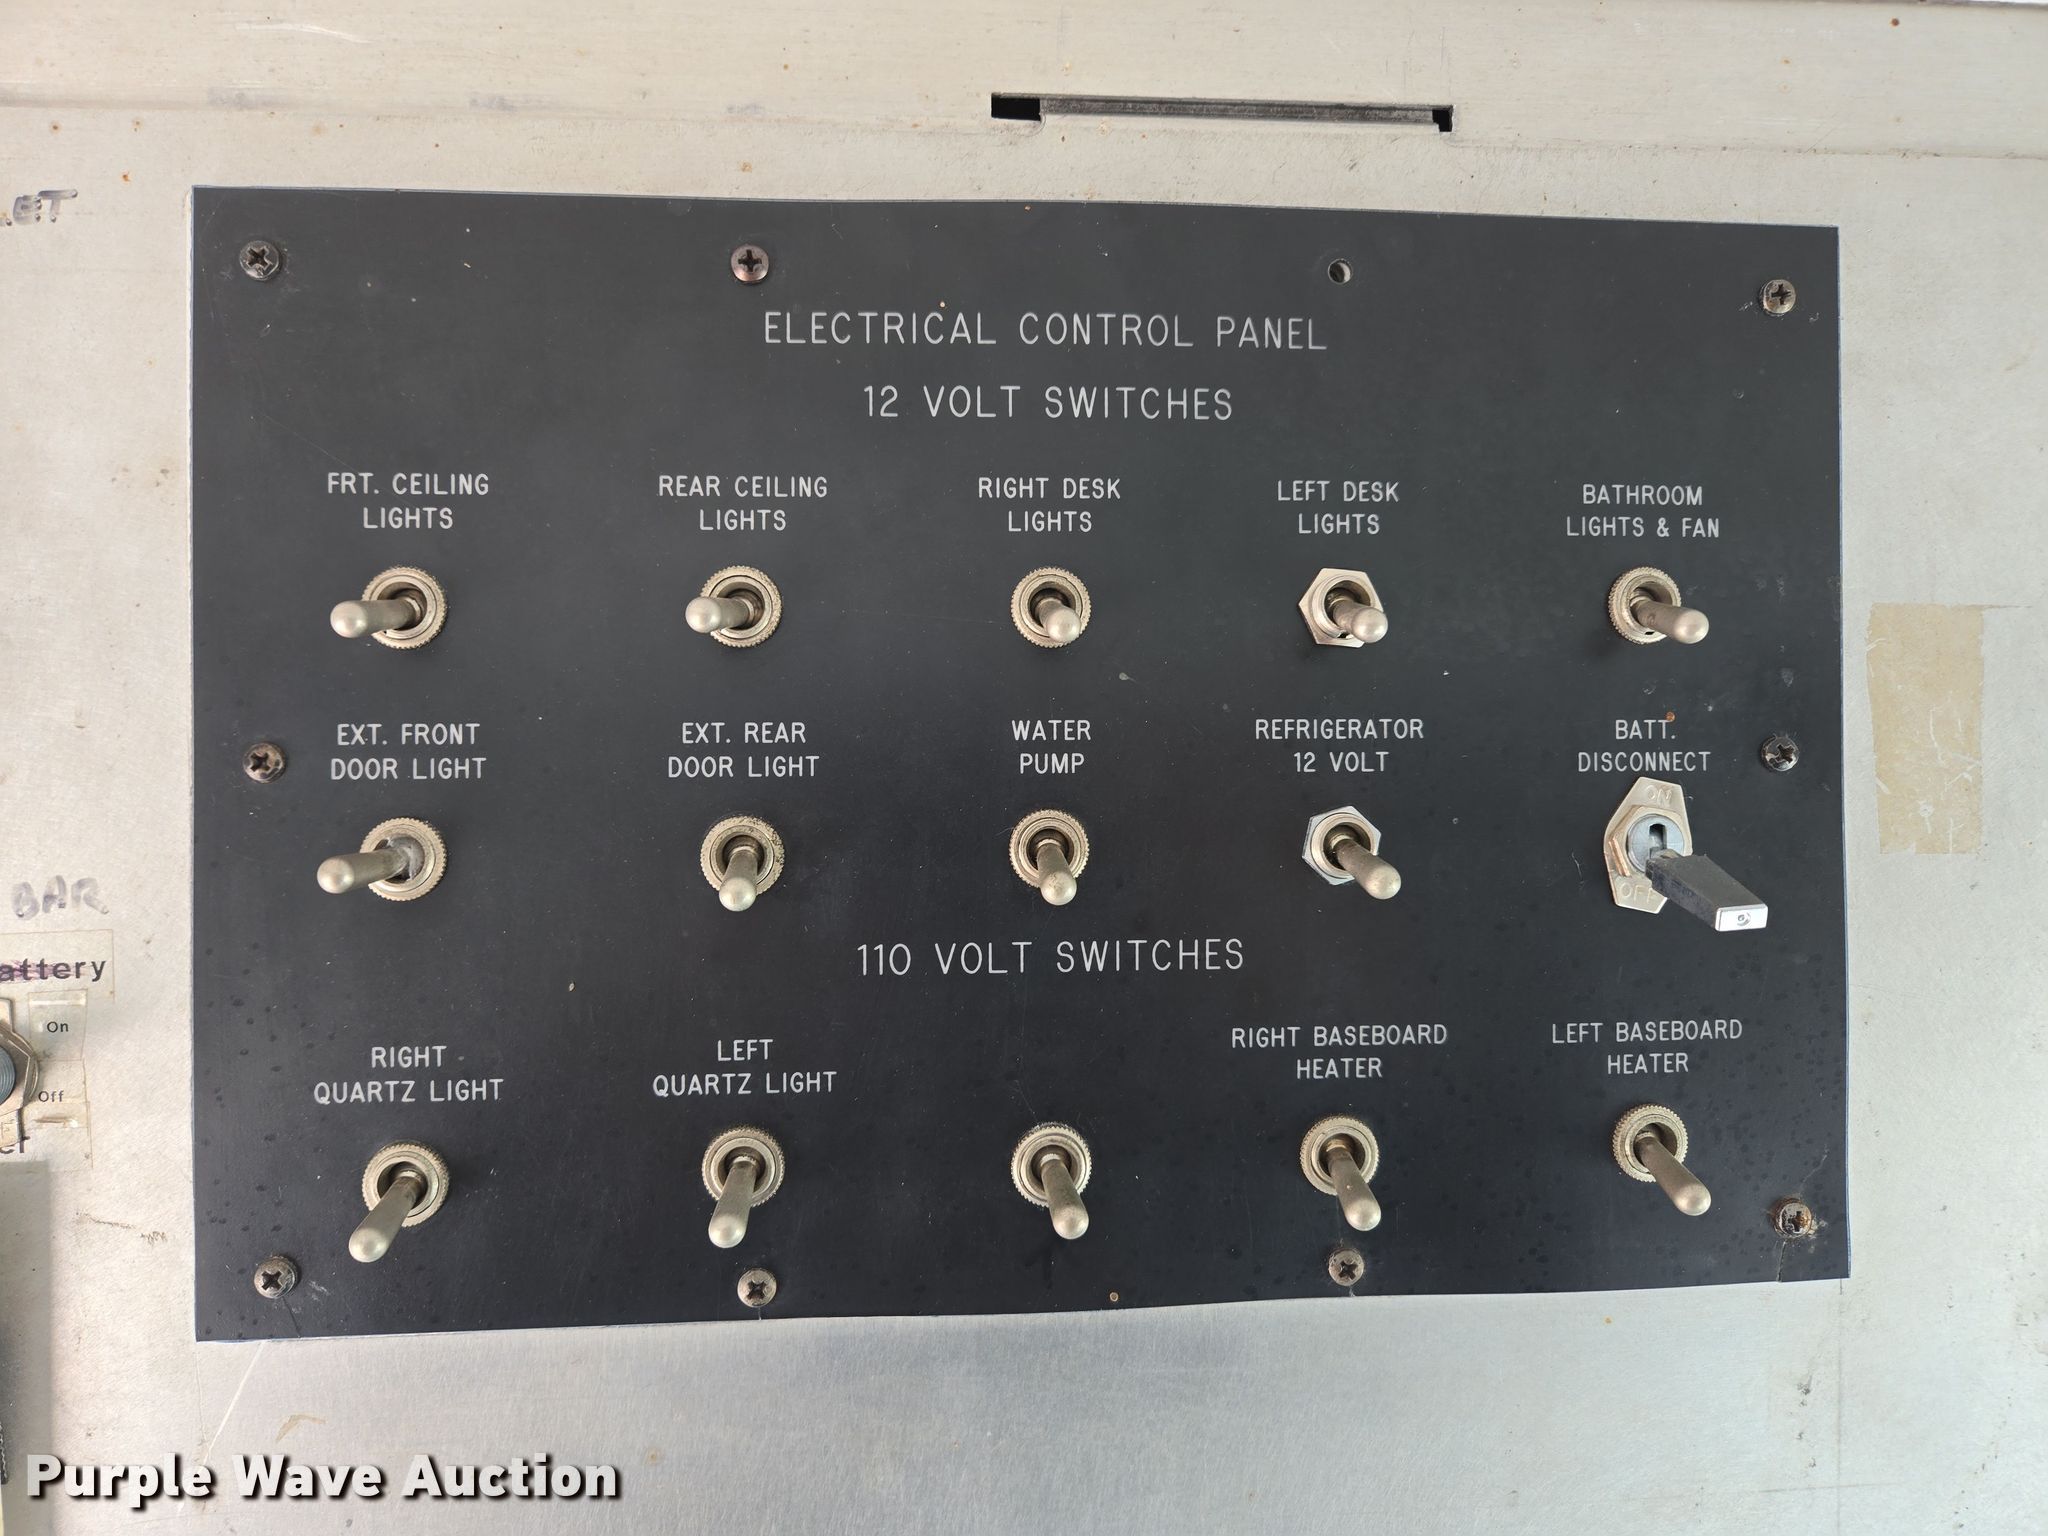 ELECTRICAL CONTROL PANEL
12 VOLT SWITCHES
FRT. CEILING
LIGHTS
REAR CEILING
LIGHTS
RIGHT DESK
LIGHTS
LEFT DESK
LIGHTS
BATHROOM
LIGHTS & FAN
EXT. FRONT
DOOR LIGHT
EXT. REAR
DOOR LIGHT
WATER
PUMP
REFRIGERATOR
12 VOLT
BATT.
DISCONNECT
ON
OFF
110 VOLT SWITCHES
RIGHT
QUARTZ LIGHT
LEFT
QUARTZ LIGHT
RIGHT BASEBOARD
HEATER
LEFT BASEBOARD
HEATER
BAR
attery
On
Off
Purple Wave Auction